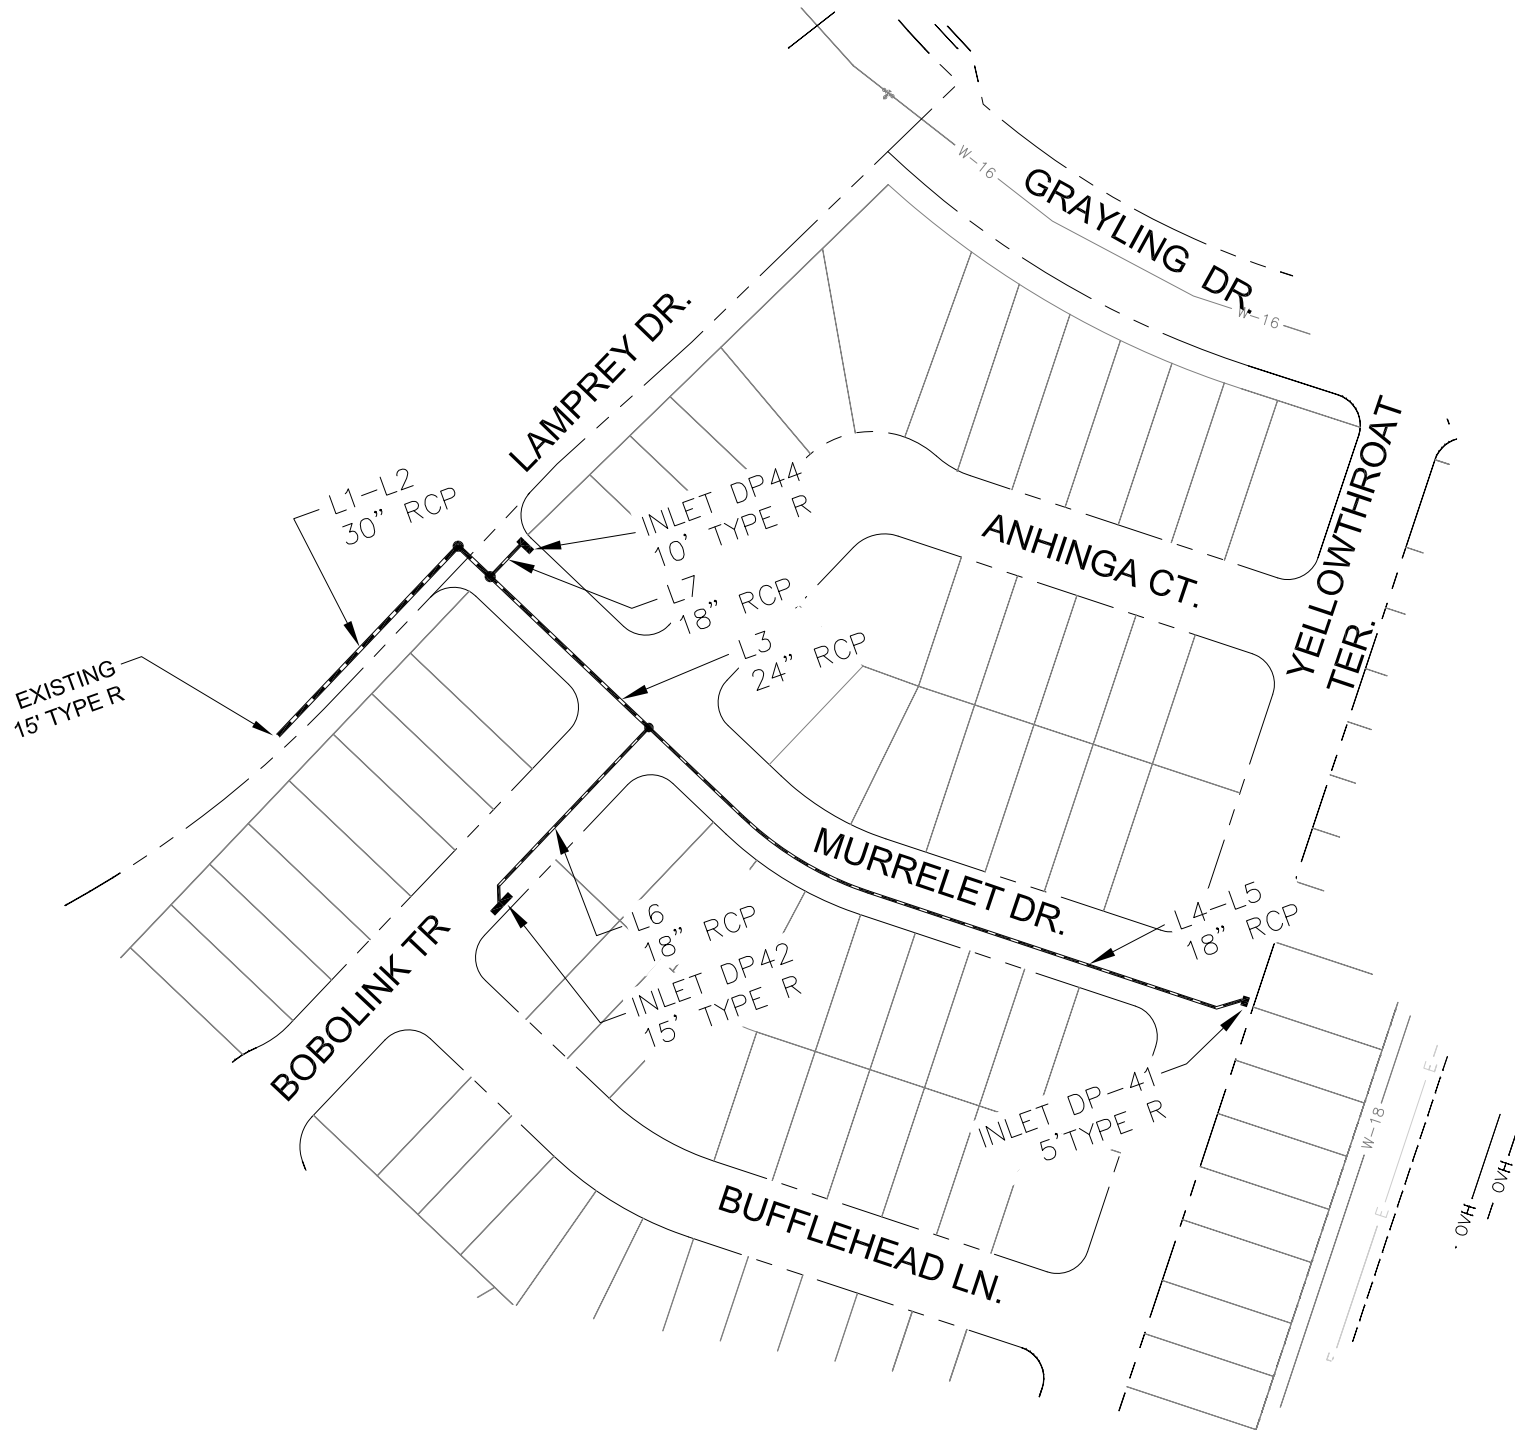 W-16
GRAYLING DR.
W-16
LAMPREY DR.
YELLOWTHROAT
TER.
L1-L2
30” RCP
INLET DP44
10’ TYPE R
ANHINGA CT.
L7
18” RCP
L3
24” RCP
EXISTING
15' TYPE R
MURRELET DR.
L4-L5
18” RCP
L6
18” RCP
INLET DP42
15’ TYPE R
BOBOLINK TR
INLET DP-41
5’TYPE R
W-18
E
E
OVH
OVH
BUFFLEHEAD LN.